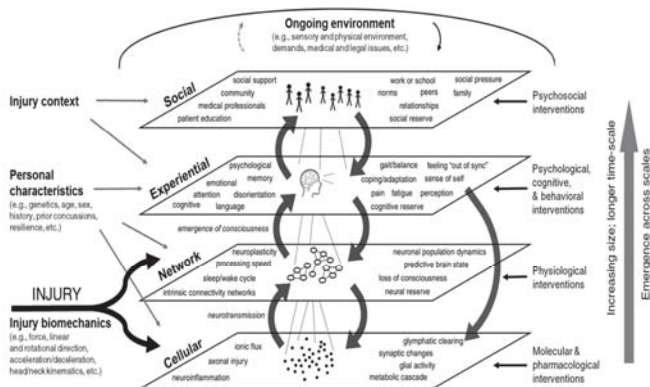 Ongoing environment
(e.g., sensory and physical environment,
demands, medical and legal issues, etc.)
Injury context
Personal
characteristics
(e.g., genetics, age, sex,
history, prior concussions,
resilience, etc.)
INJURY
Injury biomechanics
(e.g., force, linear
and rotational direction,
acceleration/deceleration,
head/neck kinematics, etc.)
Social
social support
community
medical professionals
patient education
work or school
norms
peers
relationships
social reserve
social pressure
family
Experiential
psychological
memory
emotional
attention
disorientation
cognitive
language
gait/balance
coping/adaptation
pain
fatigue
cognitive reserve
feeling "out of sync"
sense of self
perception
emergence of consciousness
Network
neuroplasticity
processing speed
sleep/wake cycle
intrinsic connectivity networks
neuronal population dynamics
predictive brain state
loss of consciousness
neural reserve
neurotransmission
Cellular
ionic flux
axonal injury
neuroinflammation
glymphatic clearing
synaptic changes
glial activity
metabolic cascade
Psychosocial
interventions
Psychological,
cognitive,
& behavioral
interventions
Physiological
interventions
Molecular &
pharmacological
interventions
Increasing size; longer time-scale
Emergence across scales